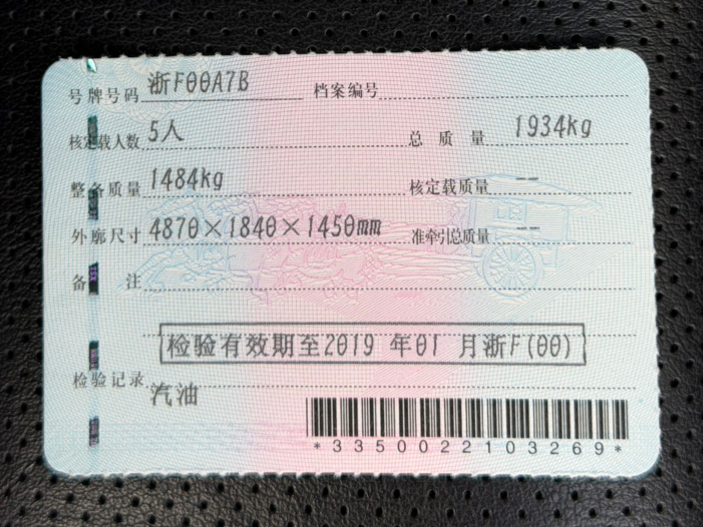 号牌号码 浙F00A7B 档案编号
核定载人数 5人 总质量 1934kg
整备质量 1484kg 核定载质量 --
外廓尺寸 4870×1840×1450mm 准牵引总质量 --
备注
检验有效期至2019 年01 月浙F(00)
检验记录 汽油
*3350022103269*